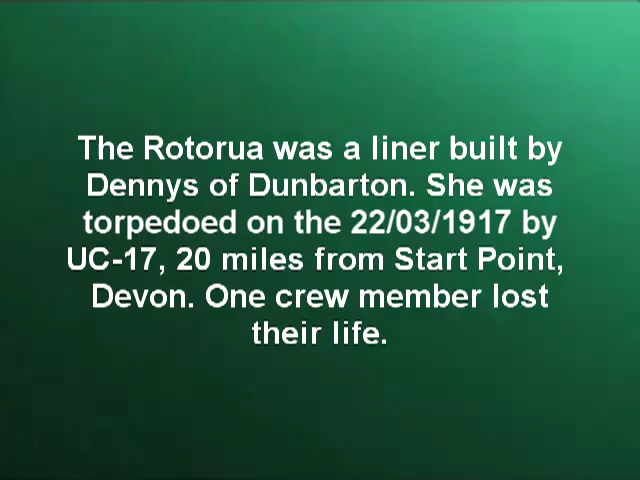 The Rotorua was a liner built by
Dennys of Dunbarton. She was
torpedoed on the 22/03/1917 by
UC-17, 20 miles from Start Point,
Devon. One crew member lost
their life.